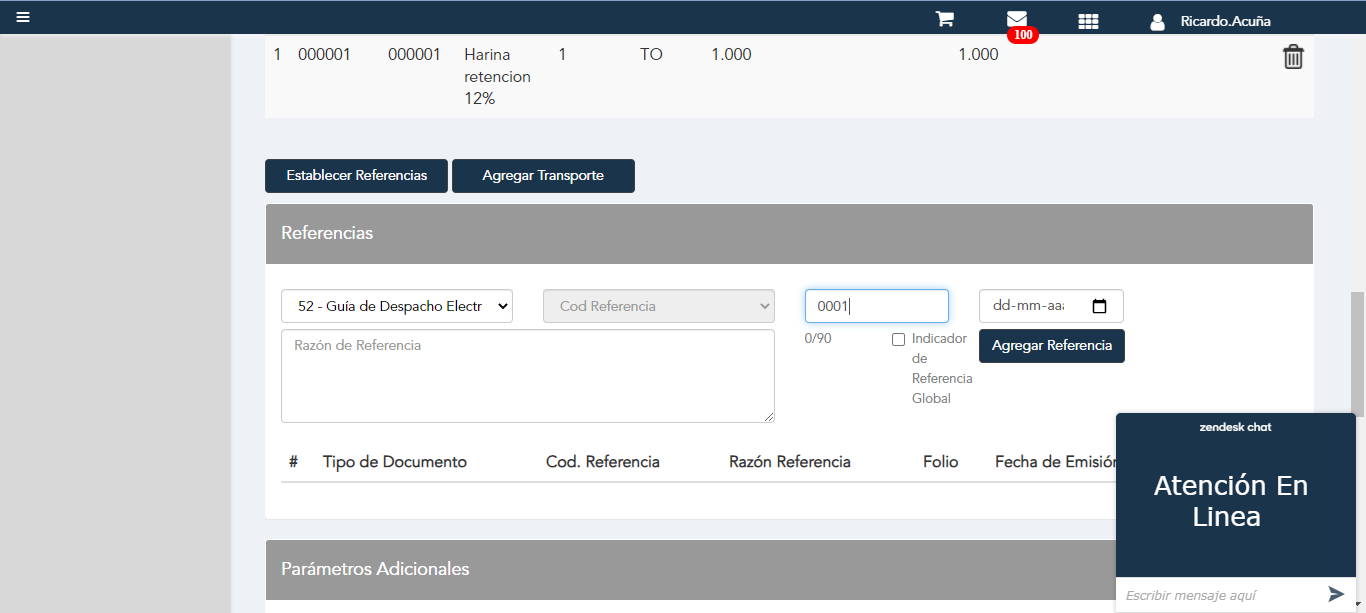 100
Ricardo.Acuña
1 000001 000001 Harina 1 TO 1.000 1.000
retencion
12%
Establecer Referencias Agregar Transporte
Referencias
52 - Guía de Despacho Electr Cod Referencia 0001 dd-mm-aaa
Razón de Referencia 0/90 Indicador Agregar Referencia
de
Referencia
Global
zendesk chat
# Tipo de Documento Cod. Referencia Razón Referencia Folio Fecha de Emisión
Atención En
Linea
Parámetros Adicionales
Escribir mensaje aquí